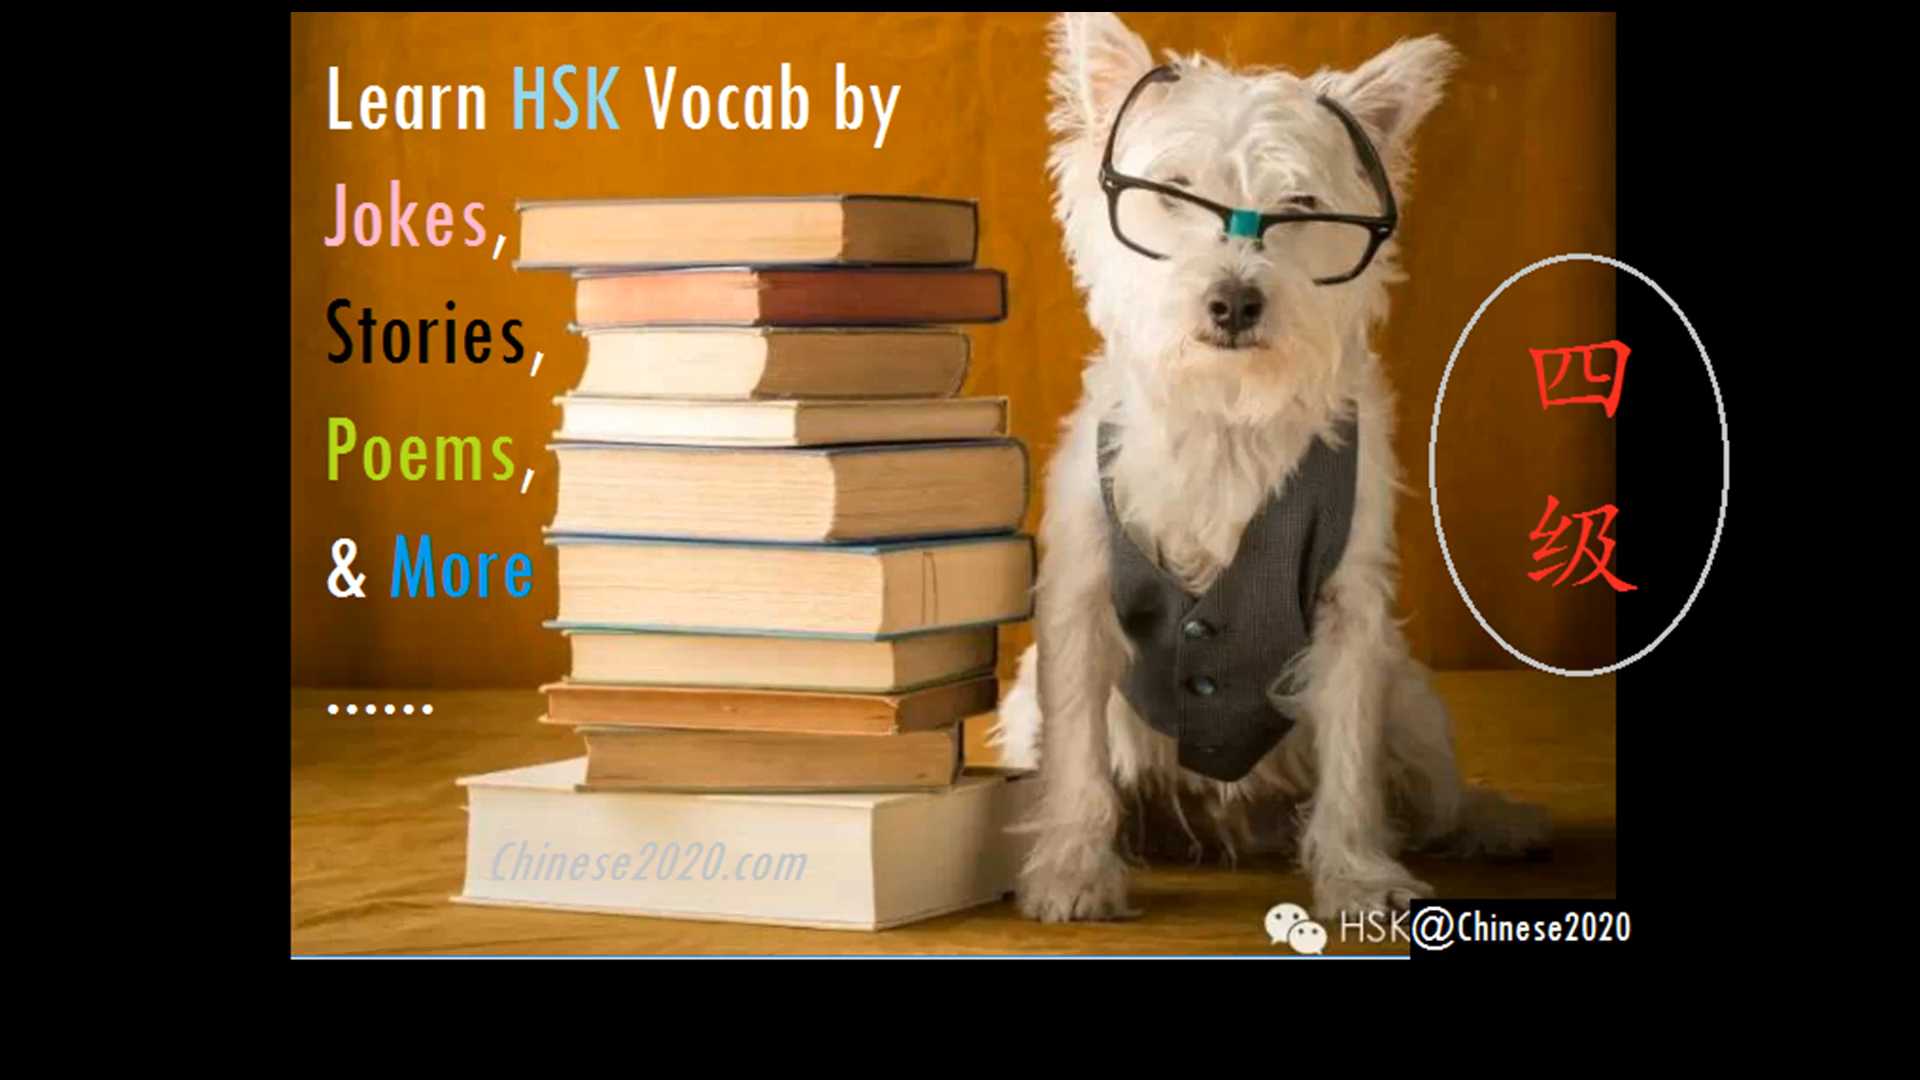 Learn HSK Vocab by
Jokes,
Stories,
Poems,
& More
......
四
级
Chinese2020.com
HSK@Chinese2020